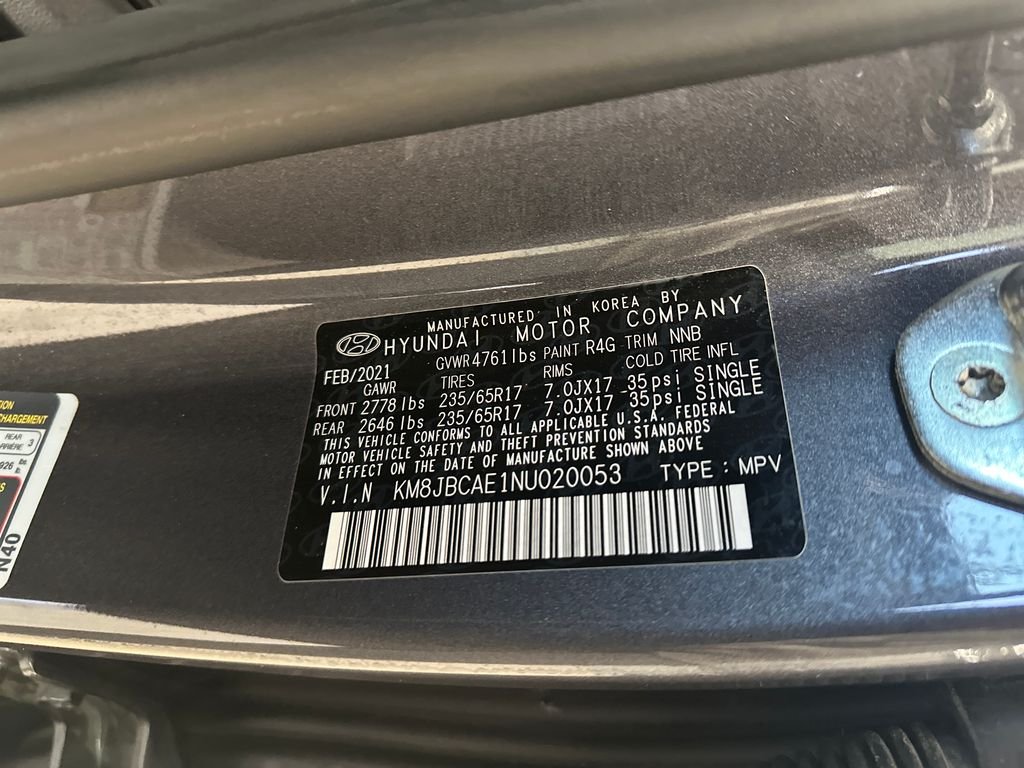 MANUFACTURED IN KOREA BY
HYUNDAI MOTOR COMPANY
FEB/2021 GVWR 4761lbs PAINT R4G TRIM NNB
GAWR TIRES RIMS COLD TIRE INFL
FRONT 2778 lbs 235/65R17 7.0JX17 - 35psi SINGLE
REAR 2646 lbs 235/65R17 7.0JX17 - 35psi SINGLE
THIS VEHICLE CONFORMS TO ALL APPLICABLE U.S.A. FEDERAL
MOTOR VEHICLE SAFETY AND THEFT PREVENTION STANDARDS
IN EFFECT ON THE DATE OF MANUFACTURE SHOWN ABOVE
V.I.N KM8JBCAE1NU020053 TYPE : MPV
CHARGEMENT
REAR 3
926 lbs.
N40